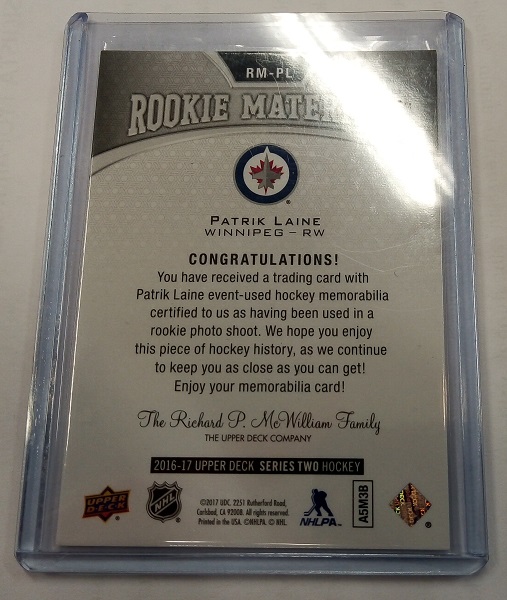 RM-PL
ROOKIE
PATRIK LAINE
WINNIPEG – RW
CONGRATULATIONS!
You have received a trading card with
Patrik Laine event-used hockey memorabilia
certified to us as having been used in a
rookie photo shoot. We hope you enjoy
this piece of hockey history, as we continue
to keep you as close as you can get!
Enjoy your memorabilia card!
The Richard P. McWilliam Family
THE UPPER DECK COMPANY
2016-17 UPPER DECK SERIES TWO HOCKEY
UPPER DECK
NHL
©2017 UDC, 2251 Rutherford Road,
Carlsbad, CA 92008. All rights reserved.
Printed in the USA. ©NHLPA. © NHL.
NHLPA
A5M3B